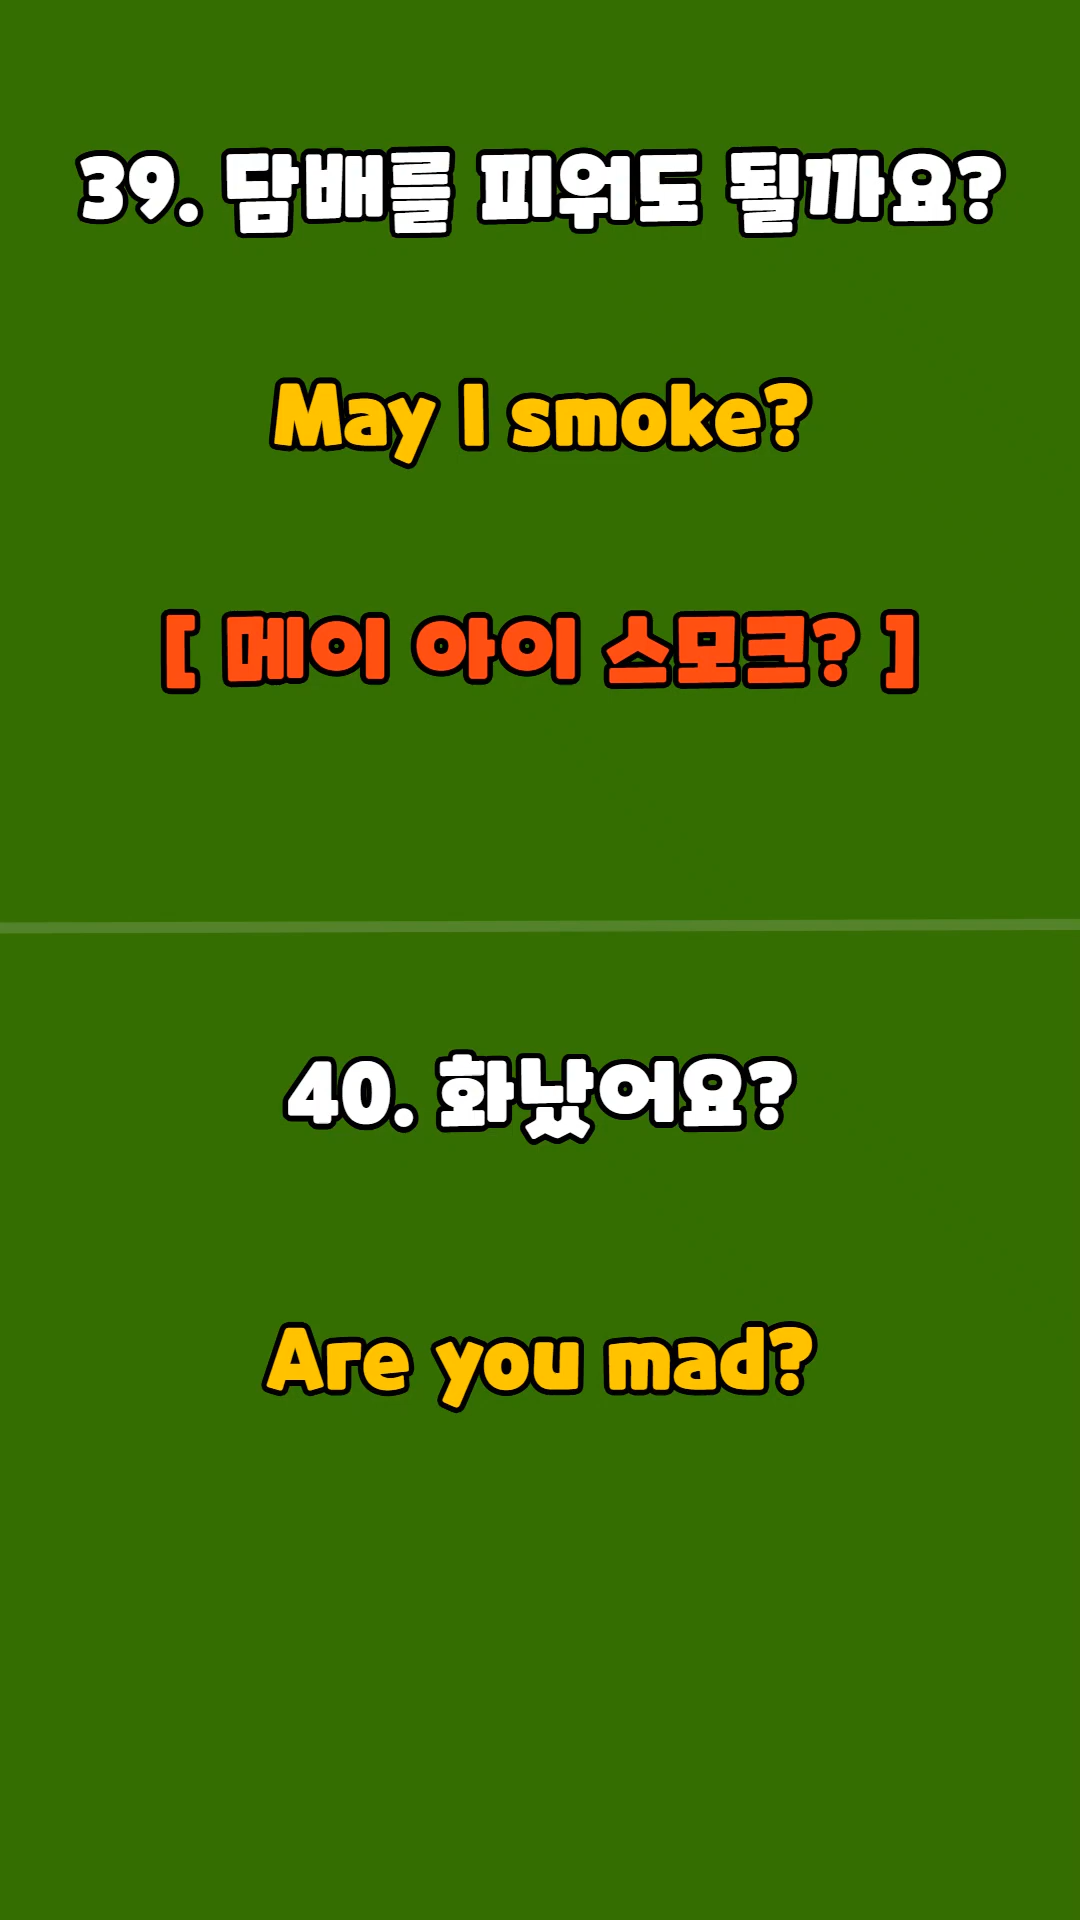 39. 담배를 피워도 될까요?
May I smoke?
[ 메이 아이 스모크? ]
40. 화났어요?
Are you mad?